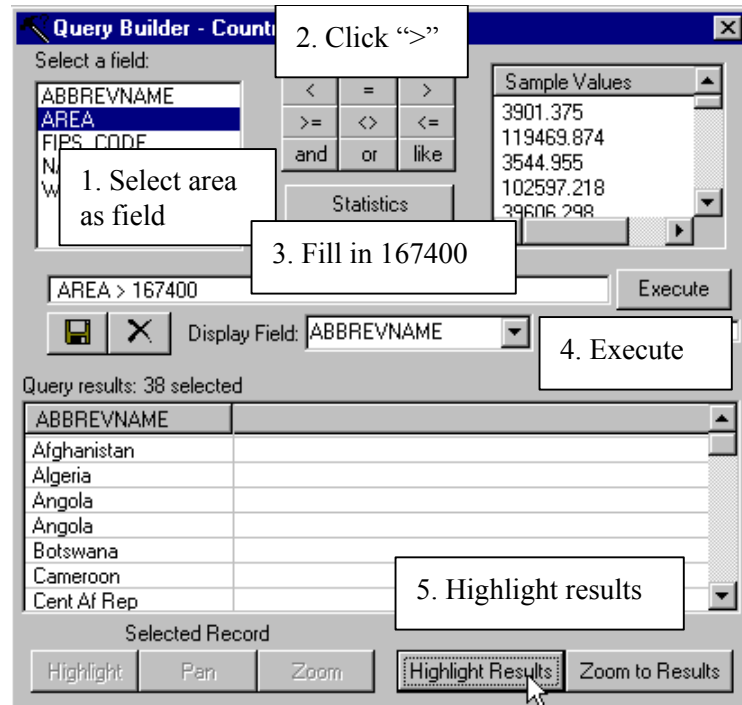 Query Builder - Count
2. Click “>”
Select a field:
ABBREVNAME
AREA
FIPS_CODE
1. Select area
as field
< = >
>= <> <=
and or like
Statistics
Sample Values
3901.375
119469.874
3544.955
102597.218
39606.298
3. Fill in 167400
AREA > 167400
Execute
Display Field: ABBREVNAME
4. Execute
Query results: 38 selected
ABBREVNAME
Afghanistan
Algeria
Angola
Angola
Botswana
Cameroon
Cent Af Rep
5. Highlight results
Selected Record
Highlight Pan Zoom Highlight Results Zoom to Results